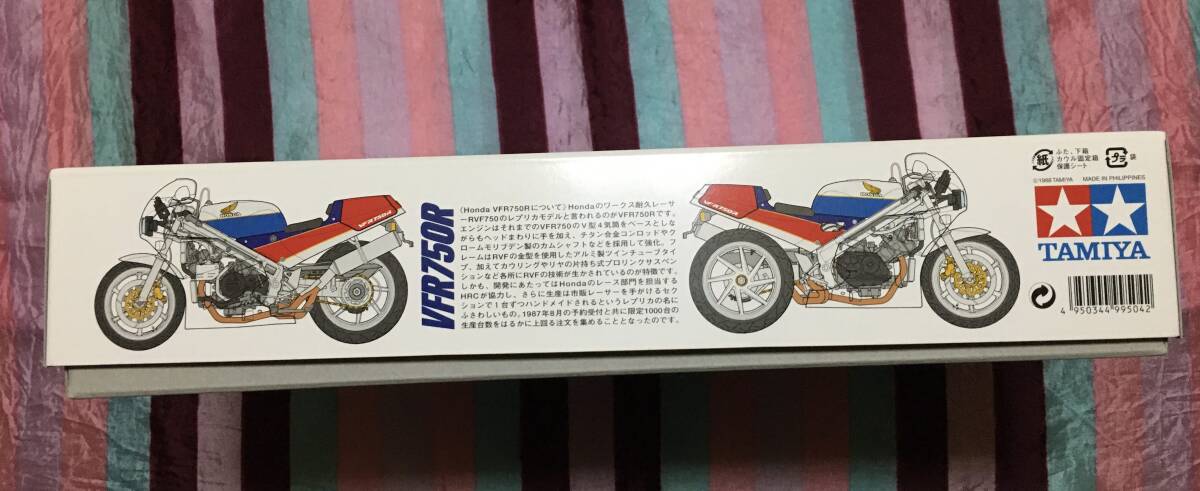 VFR750R
《Honda VFR750Rについて》Hondaのワークス耐久レーサ
ーRVF750のレプリカモデルと言われるのがVFR750Rです。
エンジンはそれまでのVFR750のV型4気筒をベースとしな
がらもヘッドまわりに手を加え、チタン合金コンロッドやク
ロームモリブデン製のカムシャフトなどを採用して強化。フ
レームはRVFの金型を使用したアルミ製ツインチューブタイ
プ、加えてカウリングやリヤの片持ち式プロリンクサスペン
ションなど各所にRVFの技術が生かされているのが特徴です。
しかも、開発にあたってはHondaのレース部門を担当する
HRCが協力し、さらに生産は市販レーサーを手がけるセク
ションで1台ずつハンドメイドされるというレプリカの名に
ふさわしいもの。1987年8月の予約受付と共に限定1000台の
生産台数をはるかに上回る注文を集めることとなったのです。
HONDA
VFR750R
VFR750R
HONDA
紙
ふた、下箱
カウル固定箱
保護シート
プラ
袋
©1988 TAMIYA
MADE IN PHILIPPINES
TAMIYA
4 950344 995042